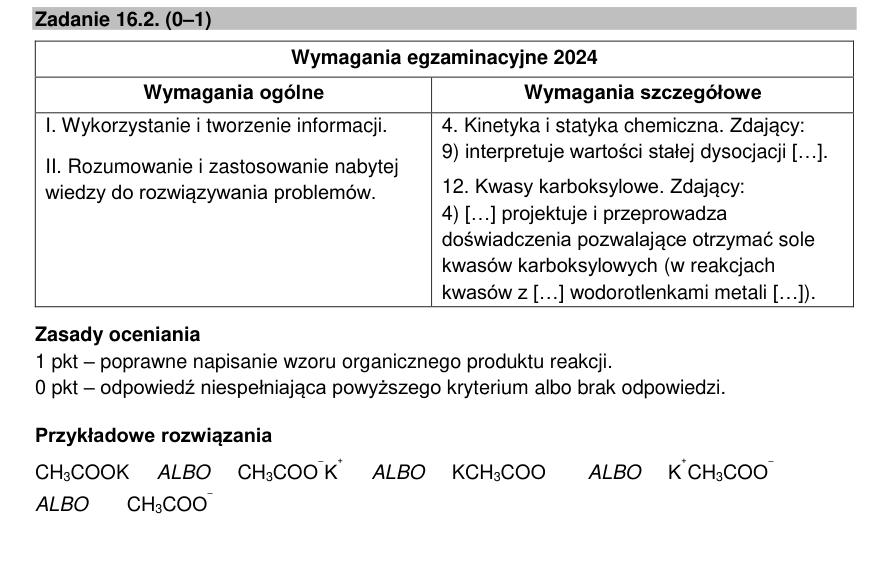 Zadanie 16.2. (0–1)
Wymagania egzaminacyjne 2024
Wymagania ogólne
Wymagania szczegółowe
I. Wykorzystanie i tworzenie informacji.
II. Rozumowanie i zastosowanie nabytej
wiedzy do rozwiązywania problemów.
4. Kinetyka i statyka chemiczna. Zdający:
9) interpretuje wartości stałej dysocjacji […].
12. Kwasy karboksylowe. Zdający:
4) […] projektuje i przeprowadza
doświadczenia pozwalające otrzymać sole
kwasów karboksylowych (w reakcjach
kwasów z […] wodorotlenkami metali […]).
Zasady oceniania
1 pkt – poprawne napisanie wzoru organicznego produktu reakcji.
0 pkt – odpowiedź niespełniająca powyższego kryterium albo brak odpowiedzi.
Przykładowe rozwiązania
CH₃COOK ALBO CH₃COO⁻K⁺ ALBO KCH₃COO ALBO K⁺CH₃COO⁻
ALBO CH₃COO⁻